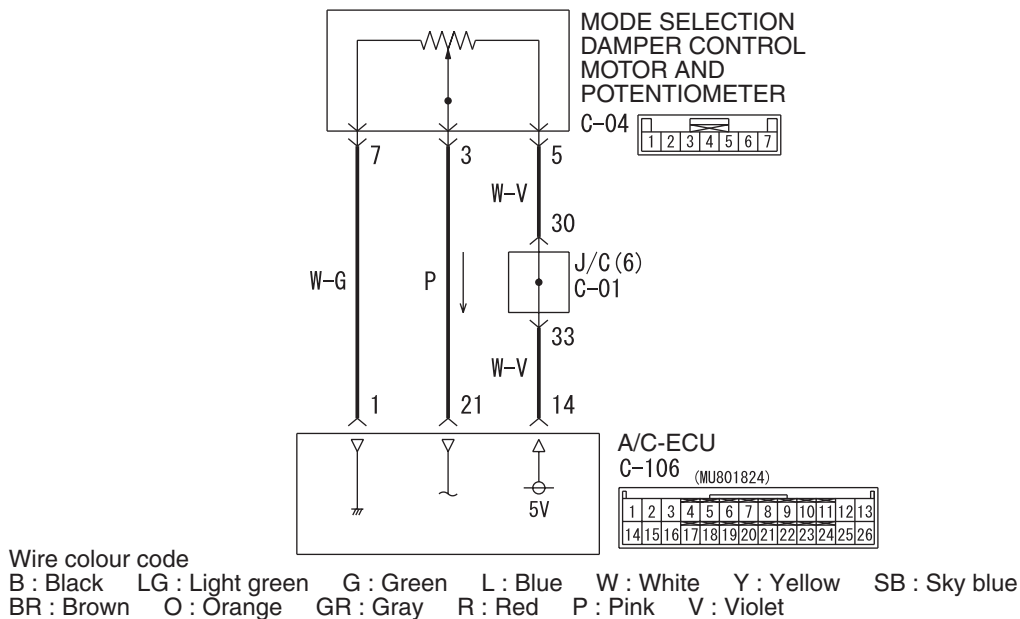 MODE SELECTION
DAMPER CONTROL
MOTOR AND
POTENTIOMETER
C-04
1 2 3 4 5 6 7
7 3 5
W-V
30
J/C(6)
C-01
W-G P
33
W-V
1 21 14
A/C-ECU
C-106 (MU801824)
5V
1 2 3 4 5 6 7 8 9 10 11 12 13
14 15 16 17 18 19 20 21 22 23 24 25 26
Wire colour code
B : Black LG : Light green G : Green L : Blue W : White Y : Yellow SB : Sky blue
BR : Brown O : Orange GR : Gray R : Red P : Pink V : Violet